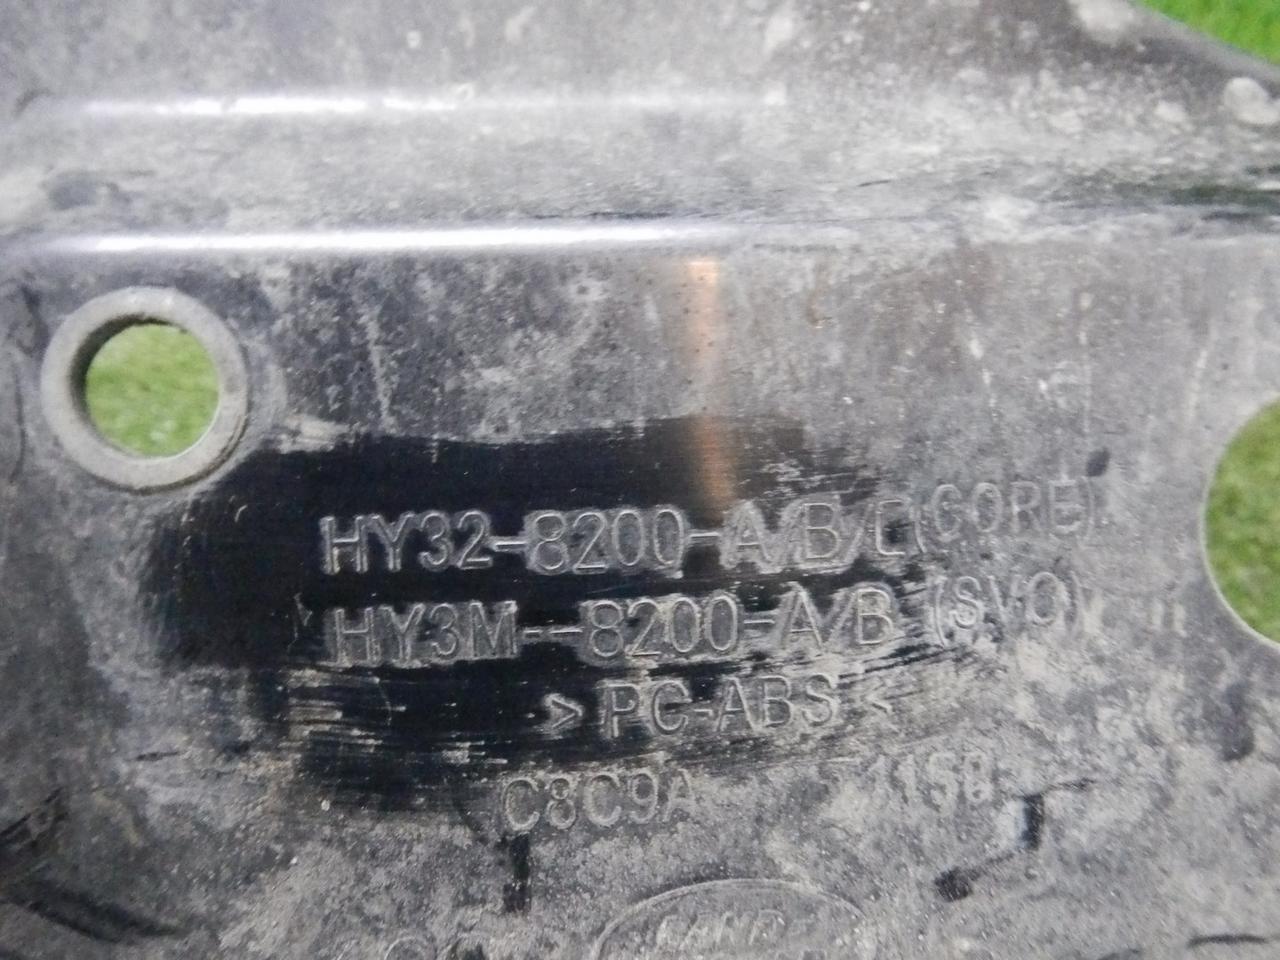 HY32-8200-A/B/C(CORE)
HY3M--8200-A/B (SVO)
>PC-ABS<
C8C9A 1158